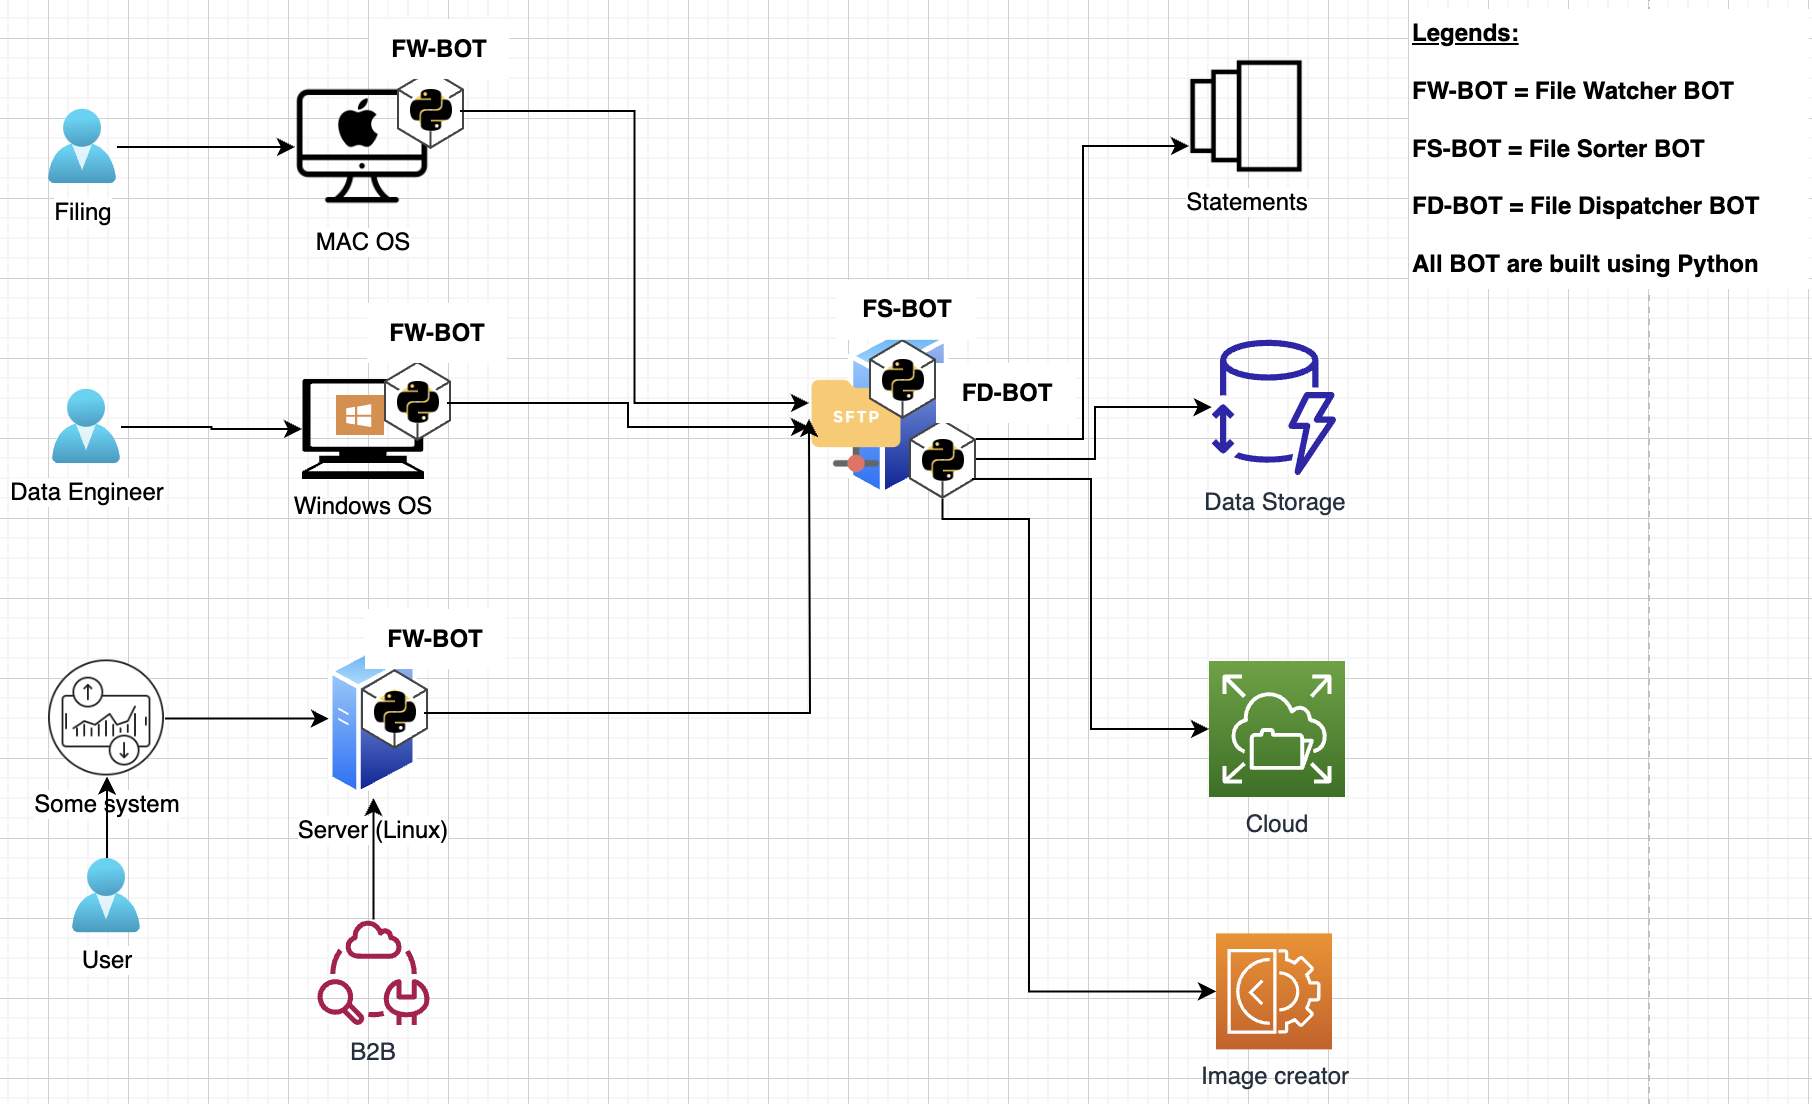 FW-BOT
Filing
MAC OS
FW-BOT
Data Engineer
Windows OS
FW-BOT
Some system
Server (Linux)
User
B2B
FS-BOT
SFTP
FD-BOT
Statements
Data Storage
Cloud
Image creator
Legends:
FW-BOT = File Watcher BOT
FS-BOT = File Sorter BOT
FD-BOT = File Dispatcher BOT
All BOT are built using Python